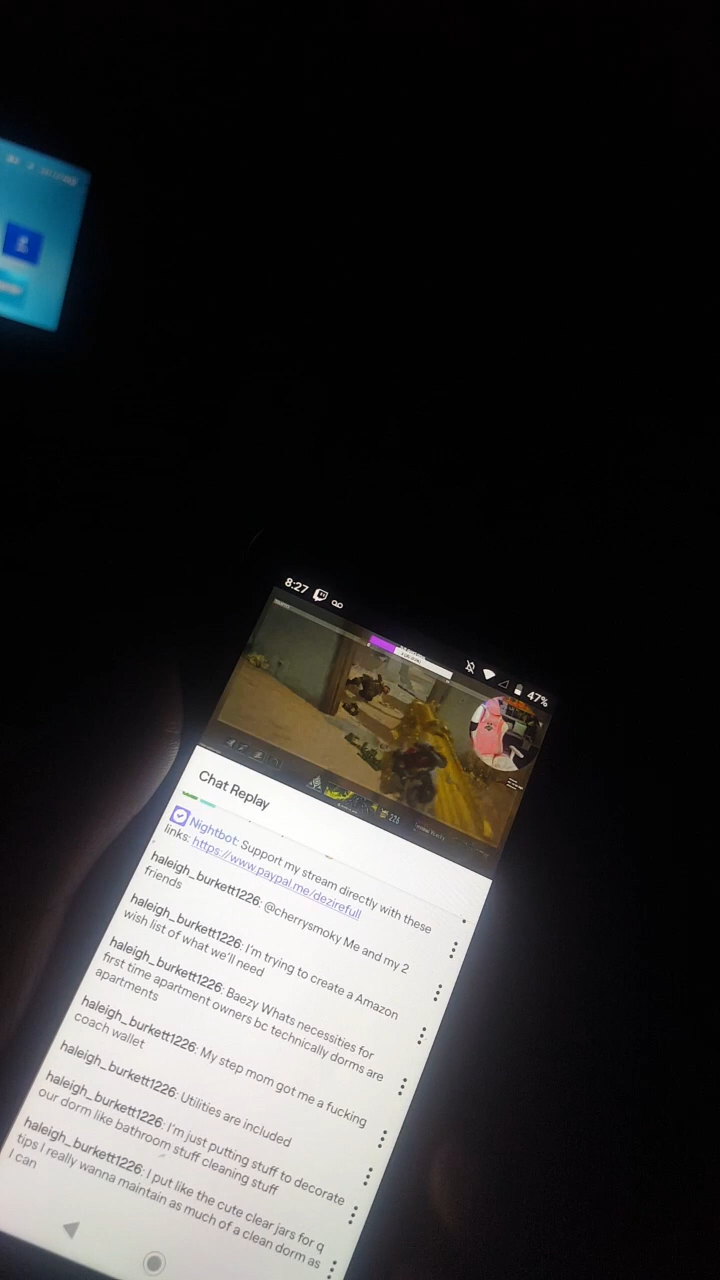 8:27
47%
226
Chat Replay
Nightbot: Support my stream directly with these
links: https://www.paypal.me/dezirefull
haleigh_burkett1226: @cherrysmoky Me and my 2
friends
haleigh_burkett1226: I'm trying to create a Amazon
wish list of what we'll need
haleigh_burkett1226: Baezy Whats necessities for
first time apartment owners bc technically dorms are
apartments
haleigh_burkett1226: My step mom got me a fucking
coach wallet
haleigh_burkett1226: Utilities are included
haleigh_burkett1226: I'm just putting stuff to decorate
our dorm like bathroom stuff cleaning stuff
haleigh_burkett1226: I put like the cute clear jars for q
tips I really wanna maintain as much of a clean dorm as
I can